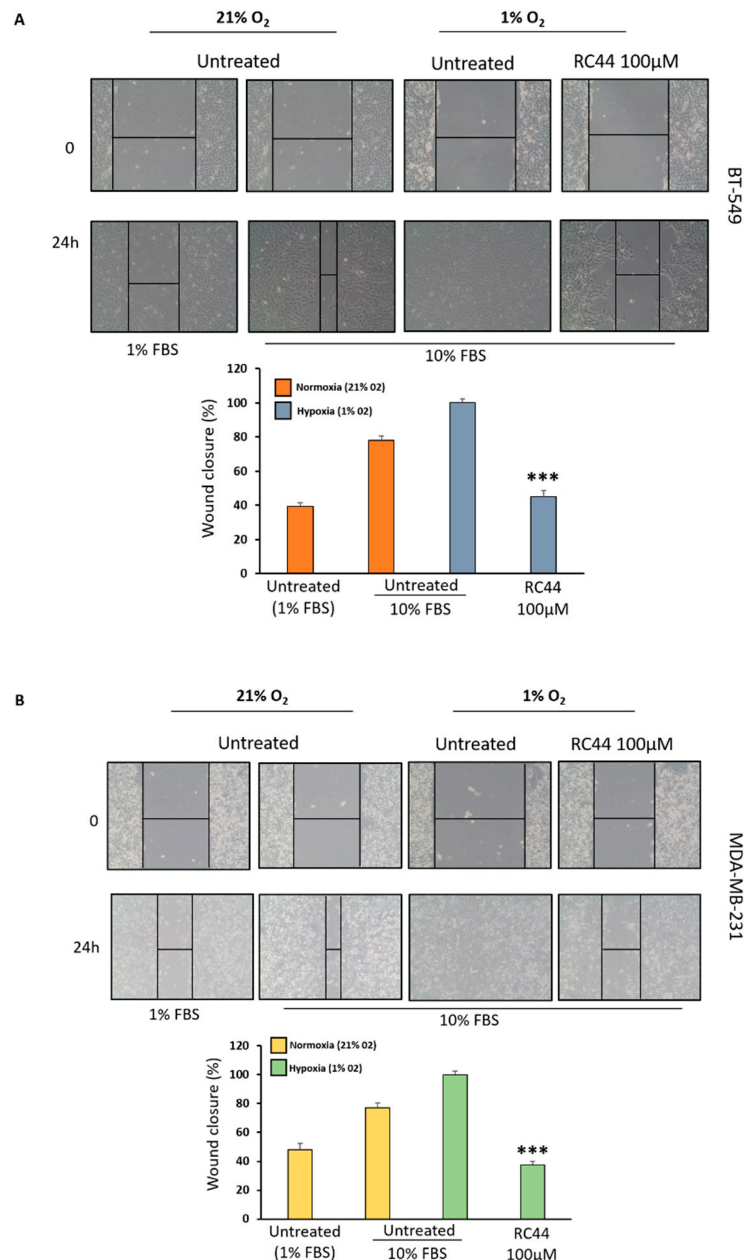 A
21% O₂ 1% O₂
Untreated Untreated RC44 100μM
0
24h
BT-549
1% FBS 10% FBS
Wound closure (%)
120
100
80
60
40
20
0
Normoxia (21% 02)
Hypoxia (1% 02)
***
Untreated Untreated RC44
(1% FBS) 10% FBS 100μM
B
21% O₂ 1% O₂
Untreated Untreated RC44 100μM
0
24h
MDA-MB-231
1% FBS 10% FBS
Wound closure (%)
120
100
80
60
40
20
0
Normoxia (21% 02)
Hypoxia (1% 02)
***
Untreated Untreated RC44
(1% FBS) 10% FBS 100μM